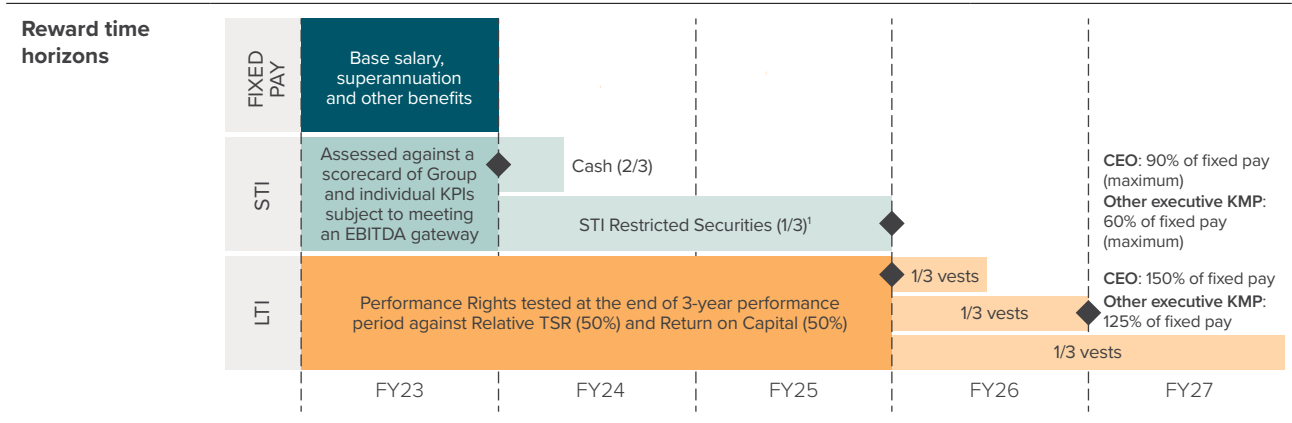 Reward time
horizons
FIXED
PAY
Base salary,
superannuation
and other benefits
STI
Assessed against a
scorecard of Group
and individual KPIs
subject to meeting
an EBITDA gateway
Cash (2/3)
STI Restricted Securities (1/3)¹
CEO: 90% of fixed pay
(maximum)
Other executive KMP:
60% of fixed pay
(maximum)
LTI
Performance Rights tested at the end of 3-year performance
period against Relative TSR (50%) and Return on Capital (50%)
1/3 vests
1/3 vests
1/3 vests
CEO: 150% of fixed pay
Other executive KMP:
125% of fixed pay
FY23
FY24
FY25
FY26
FY27